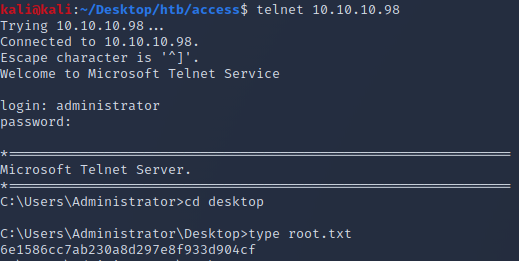 kali@kali:~/Desktop/htb/access$ telnet 10.10.10.98
Trying 10.10.10.98...
Connected to 10.10.10.98.
Escape character is '^]'.
Welcome to Microsoft Telnet Service
login: administrator
password:
*===============================================================
Microsoft Telnet Server.
*===============================================================
C:\Users\Administrator>cd desktop
C:\Users\Administrator\Desktop>type root.txt
6e1586cc7ab230a8d297e8f933d904cf